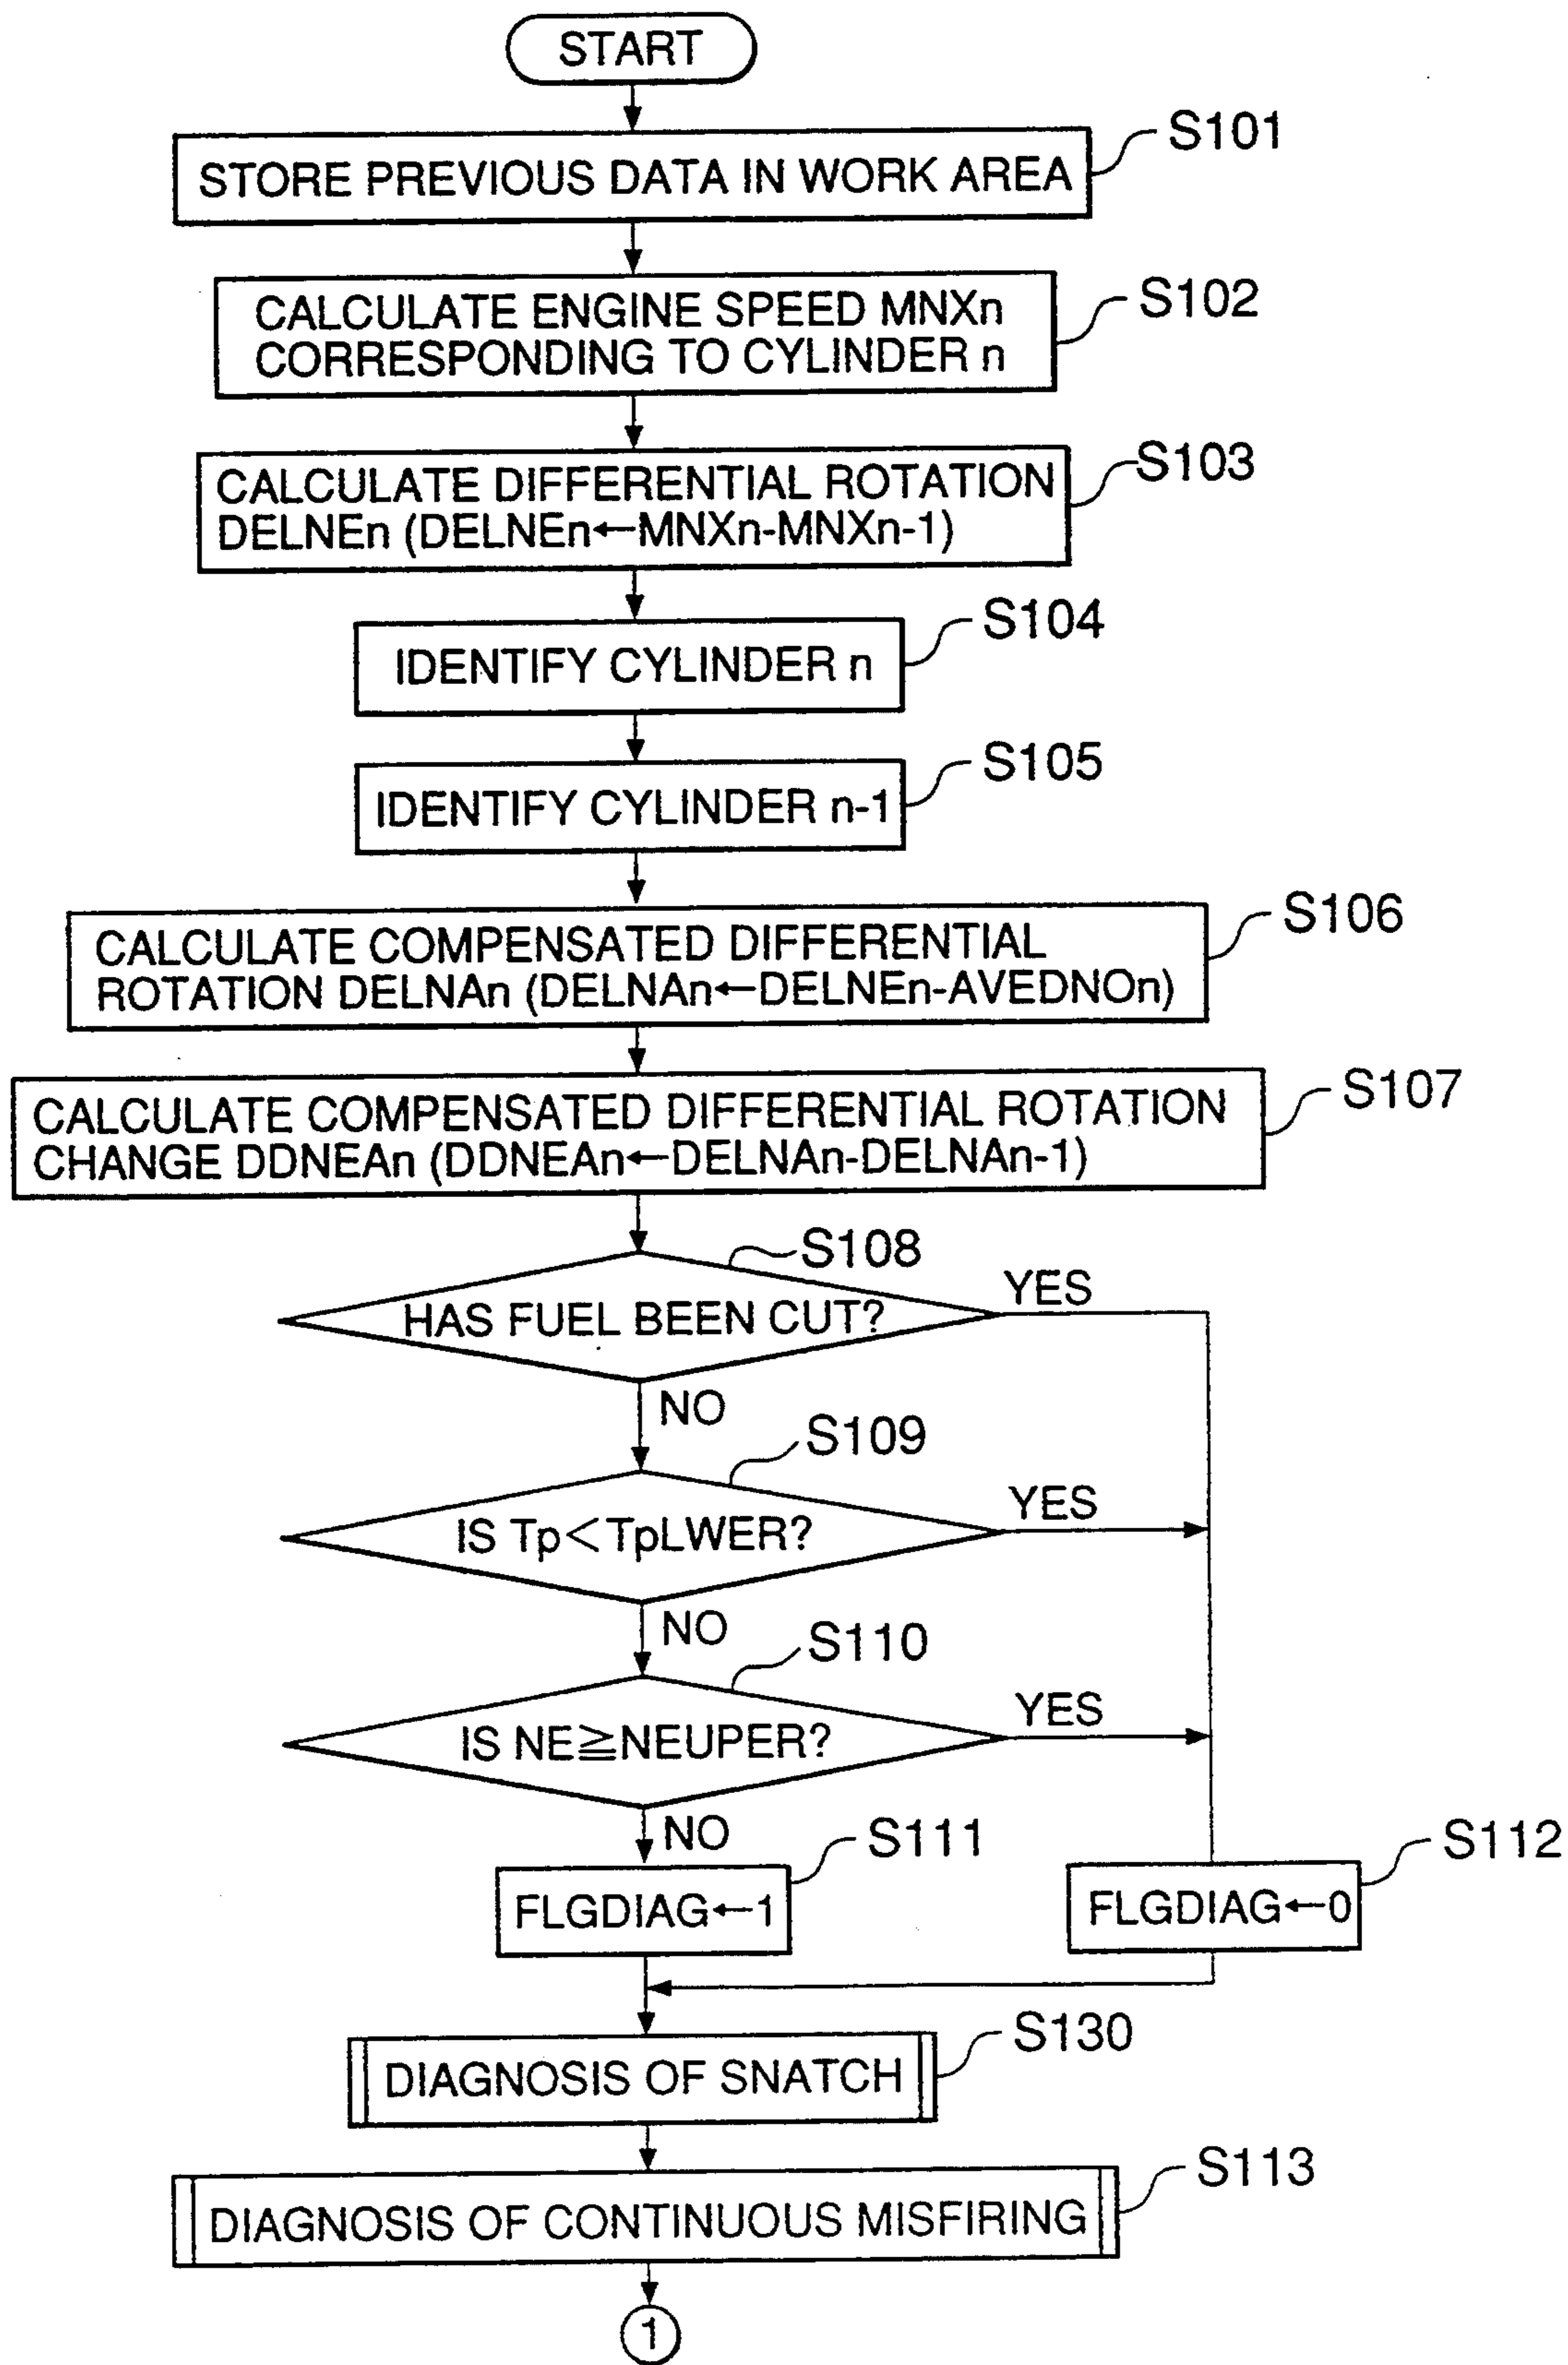 START
S101
STORE PREVIOUS DATA IN WORK AREA
S102
CALCULATE ENGINE SPEED MNXn
CORRESPONDING TO CYLINDER n
S103
CALCULATE DIFFERENTIAL ROTATION
DELNEn (DELNEn←MNXn-MNXn-1)
S104
IDENTIFY CYLINDER n
S105
IDENTIFY CYLINDER n-1
S106
CALCULATE COMPENSATED DIFFERENTIAL
ROTATION DELNAn (DELNAn←DELNEn-AVEDNOn)
S107
CALCULATE COMPENSATED DIFFERENTIAL ROTATION
CHANGE DDNEAn (DDNEAn←DELNAn-DELNAn-1)
S108
HAS FUEL BEEN CUT?
YES
NO
S109
IS Tp<TpLWER?
YES
NO
S110
IS NE≧NEUPER?
YES
NO
S111
FLGDIAG←1
S112
FLGDIAG←0
S130
DIAGNOSIS OF SNATCH
S113
DIAGNOSIS OF CONTINUOUS MISFIRING
1